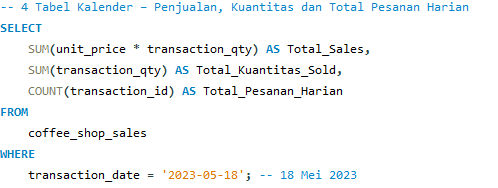 -- 4 Tabel Kalender – Penjualan, Kuantitas dan Total Pesanan Harian
SELECT
SUM(unit_price * transaction_qty) AS Total_Sales,
SUM(transaction_qty) AS Total_Kuantitas_Sold,
COUNT(transaction_id) AS Total_Pesanan_Harian
FROM
coffee_shop_sales
WHERE
transaction_date = '2023-05-18'; -- 18 Mei 2023